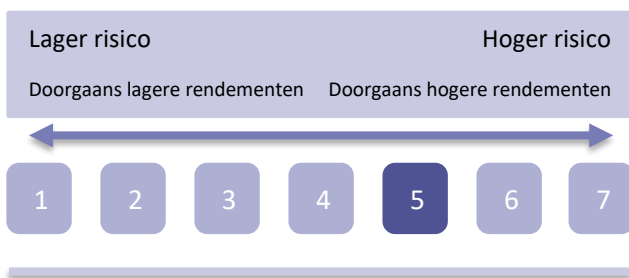 Lager risico Hoger risico
Doorgaans lagere rendementen Doorgaans hogere rendementen
1 2 3 4 5 6 7